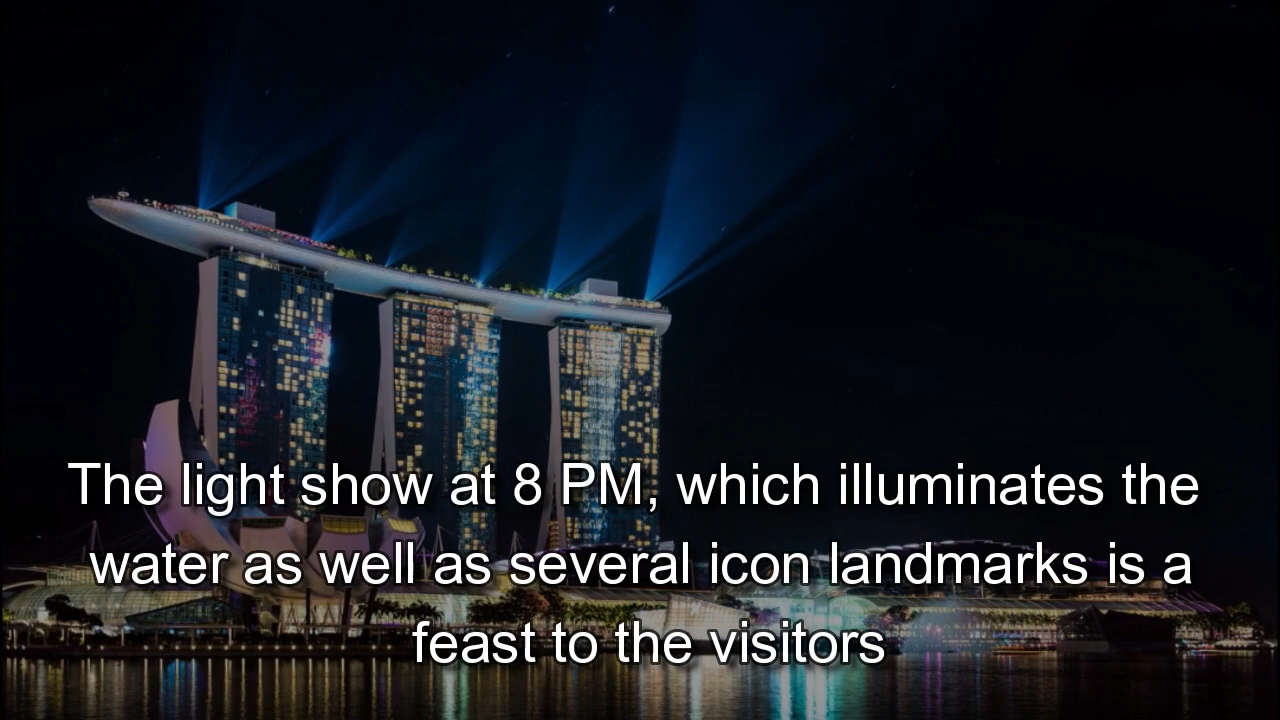 The light show at 8 PM, which illuminates the
water as well as several icon landmarks is a
feast to the visitors